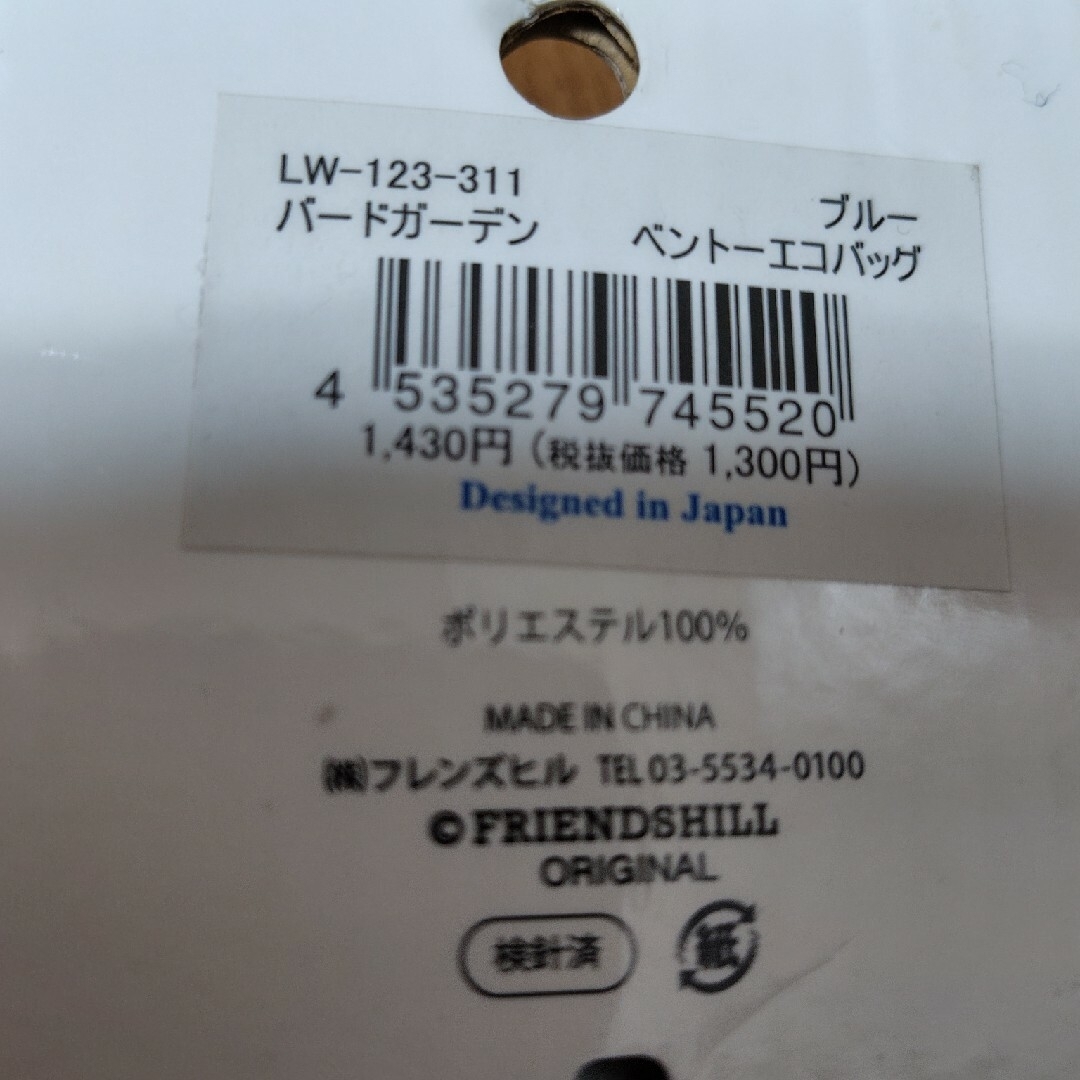 LW-123-311
バードガーデン ブルー
ベントーエコバッグ
4 535279 745520
1,430円 (税抜価格 1,300円)
Designed in Japan
ポリエステル100%
MADE IN CHINA
㈱フレンズヒル TEL 03-5534-0100
©FRIENDSHILL
ORIGINAL
検針済
紙